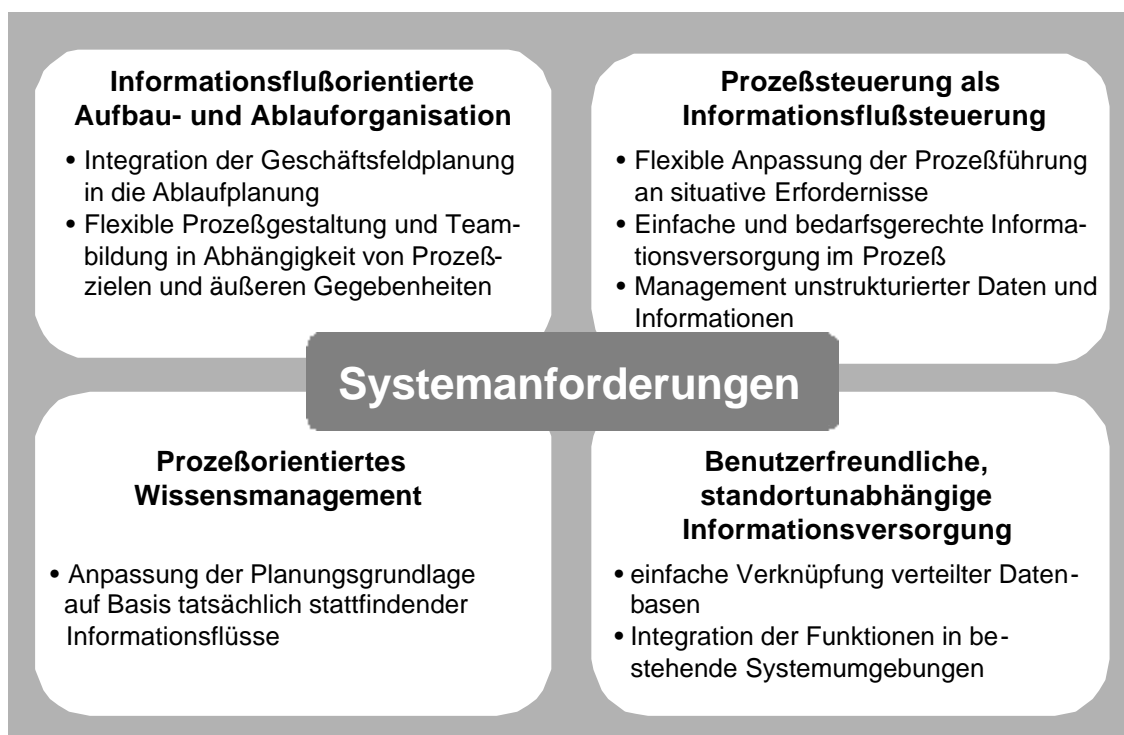 Informationsflußorientierte
Aufbau- und Ablauforganisation
• Integration der Geschäftsfeldplanung
in die Ablaufplanung
• Flexible Prozeßgestaltung und Team-
bildung in Abhängigkeit von Prozeß-
zielen und äußeren Gegebenheiten
Prozeßsteuerung als
Informationsflußsteuerung
• Flexible Anpassung der Prozeßführung
an situative Erfordernisse
• Einfache und bedarfsgerechte Informa-
tionsversorgung im Prozeß
• Management unstrukturierter Daten und
Informationen
Systemanforderungen
Prozeßorientiertes
Wissensmanagement
• Anpassung der Planungsgrundlage
auf Basis tatsächlich stattfindender
Informationsflüsse
Benutzerfreundliche,
standortunabhängige
Informationsversorgung
• einfache Verknüpfung verteilter Daten-
basen
• Integration der Funktionen in be-
stehende Systemumgebungen